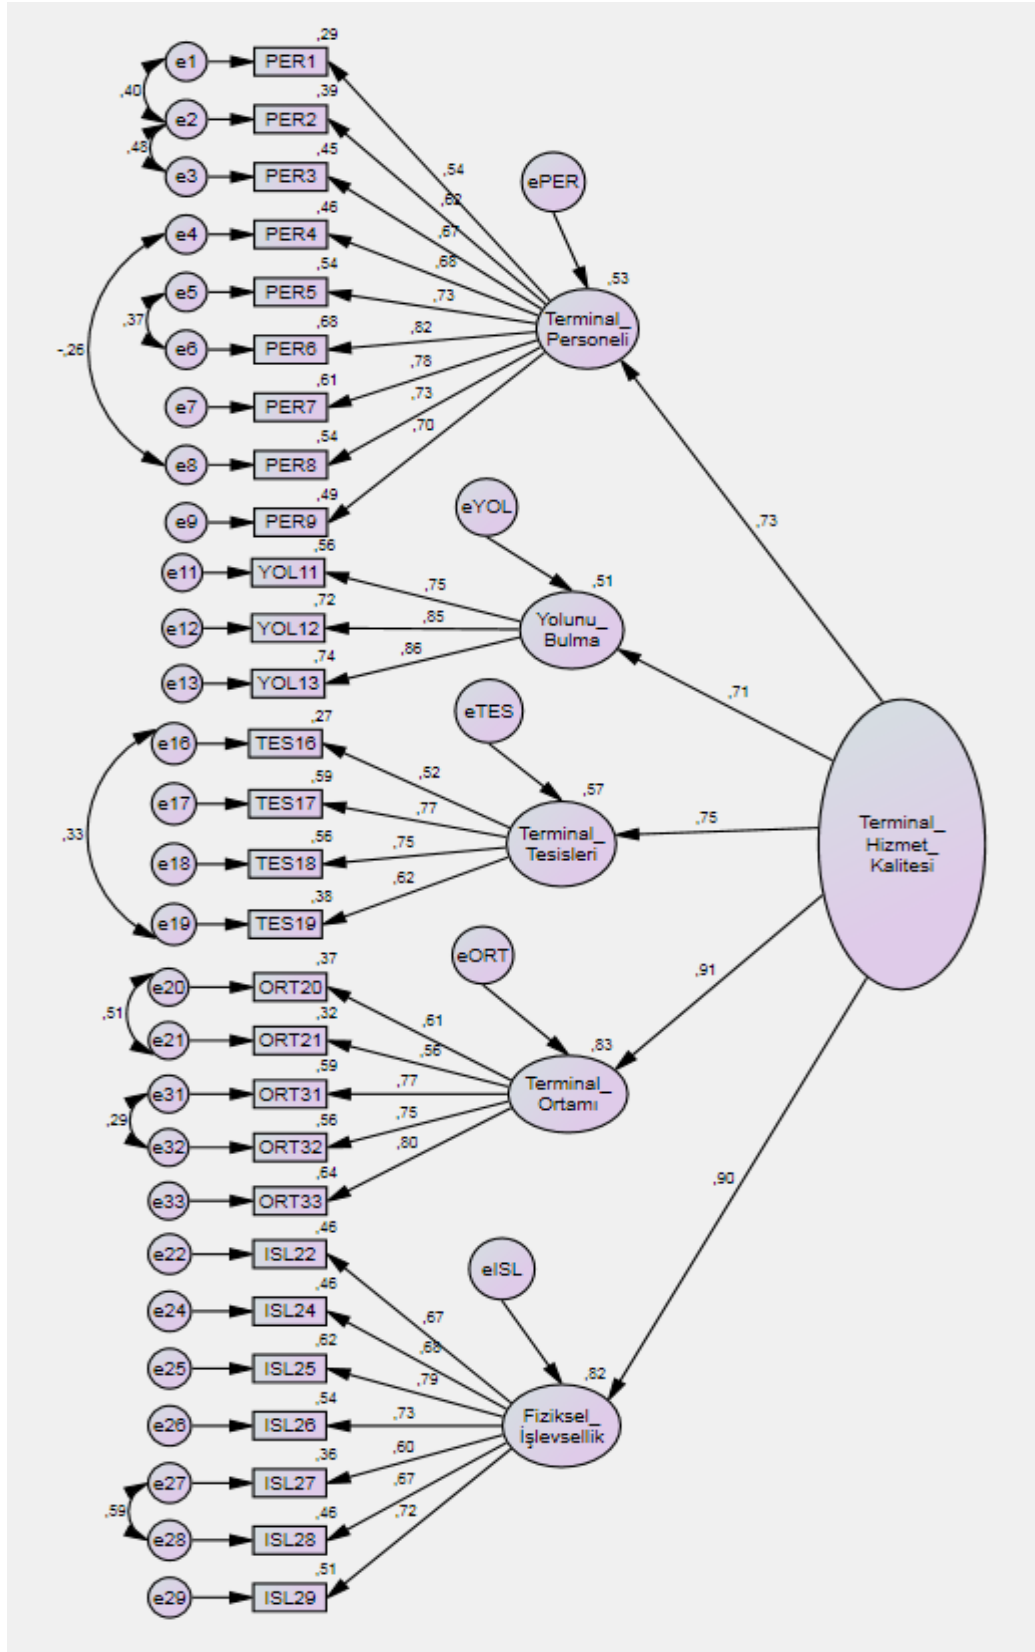 ,29
e1
PER1
,40
,39
e2
PER2
,48
,45
e3
PER3
,54
ePER
,62
,46
e4
PER4
,67
,68
,54
,53
e5
PER5
,73
Terminal_
Personeli
,37
,68
e6
PER6
,82
-,26
,61
e7
PER7
,78
,73
,54
e8
PER8
,70
,49
e9
PER9
eYOL
,73
,56
e11
YOL11
,75
,51
,72
e12
YOL12
,85
Yolunu_
Bulma
,74
e13
YOL13
,86
,71
eTES
,27
e16
TES16
,52
,59
e17
TES17
,77
,57
,33
,56
e18
TES18
,75
Terminal_
Tesisleri
,75
Terminal_
Hizmet_
Kalitesi
,38
e19
TES19
,62
eORT
,37
e20
ORT20
,91
,51
,32
e21
ORT21
,61
,56
,83
,59
e31
ORT31
,77
Terminal_
Ortamı
,29
,56
e32
ORT32
,75
,80
,64
e33
ORT33
,90
,46
e22
ISL22
eISL
,46
e24
ISL24
,67
,68
,62
e25
ISL25
,79
,82
,54
e26
ISL26
,73
Fiziksel_
İşlevsellik
,36
e27
ISL27
,60
,59
,46
e28
ISL28
,67
,72
,51
e29
ISL29